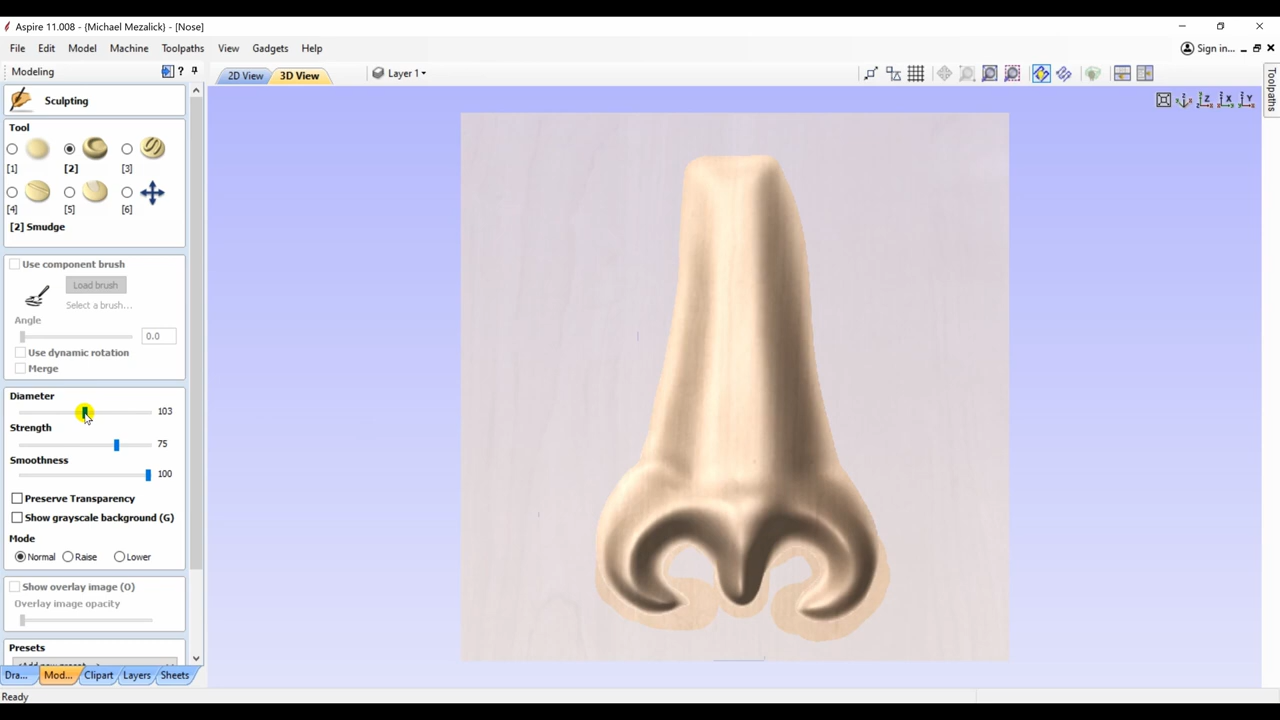 Aspire 11.008 - {Michael Mezalick} - [Nose]
File Edit Model Machine Toolpaths View Gadgets Help
Sign in...
Modeling
2D View 3D View
Layer 1
Toolpaths
Sculpting
Tool
[1] [2] [3]
[4] [5] [6]
[2] Smudge
Use component brush
Load brush
Select a brush...
Angle
0.0
Use dynamic rotation
Merge
Diameter
103
Strength
75
Smoothness
100
Preserve Transparency
Show grayscale background (G)
Mode
Normal Raise Lower
Show overlay image (O)
Overlay image opacity
Presets
Dra... Mod... Clipart Layers Sheets
Ready